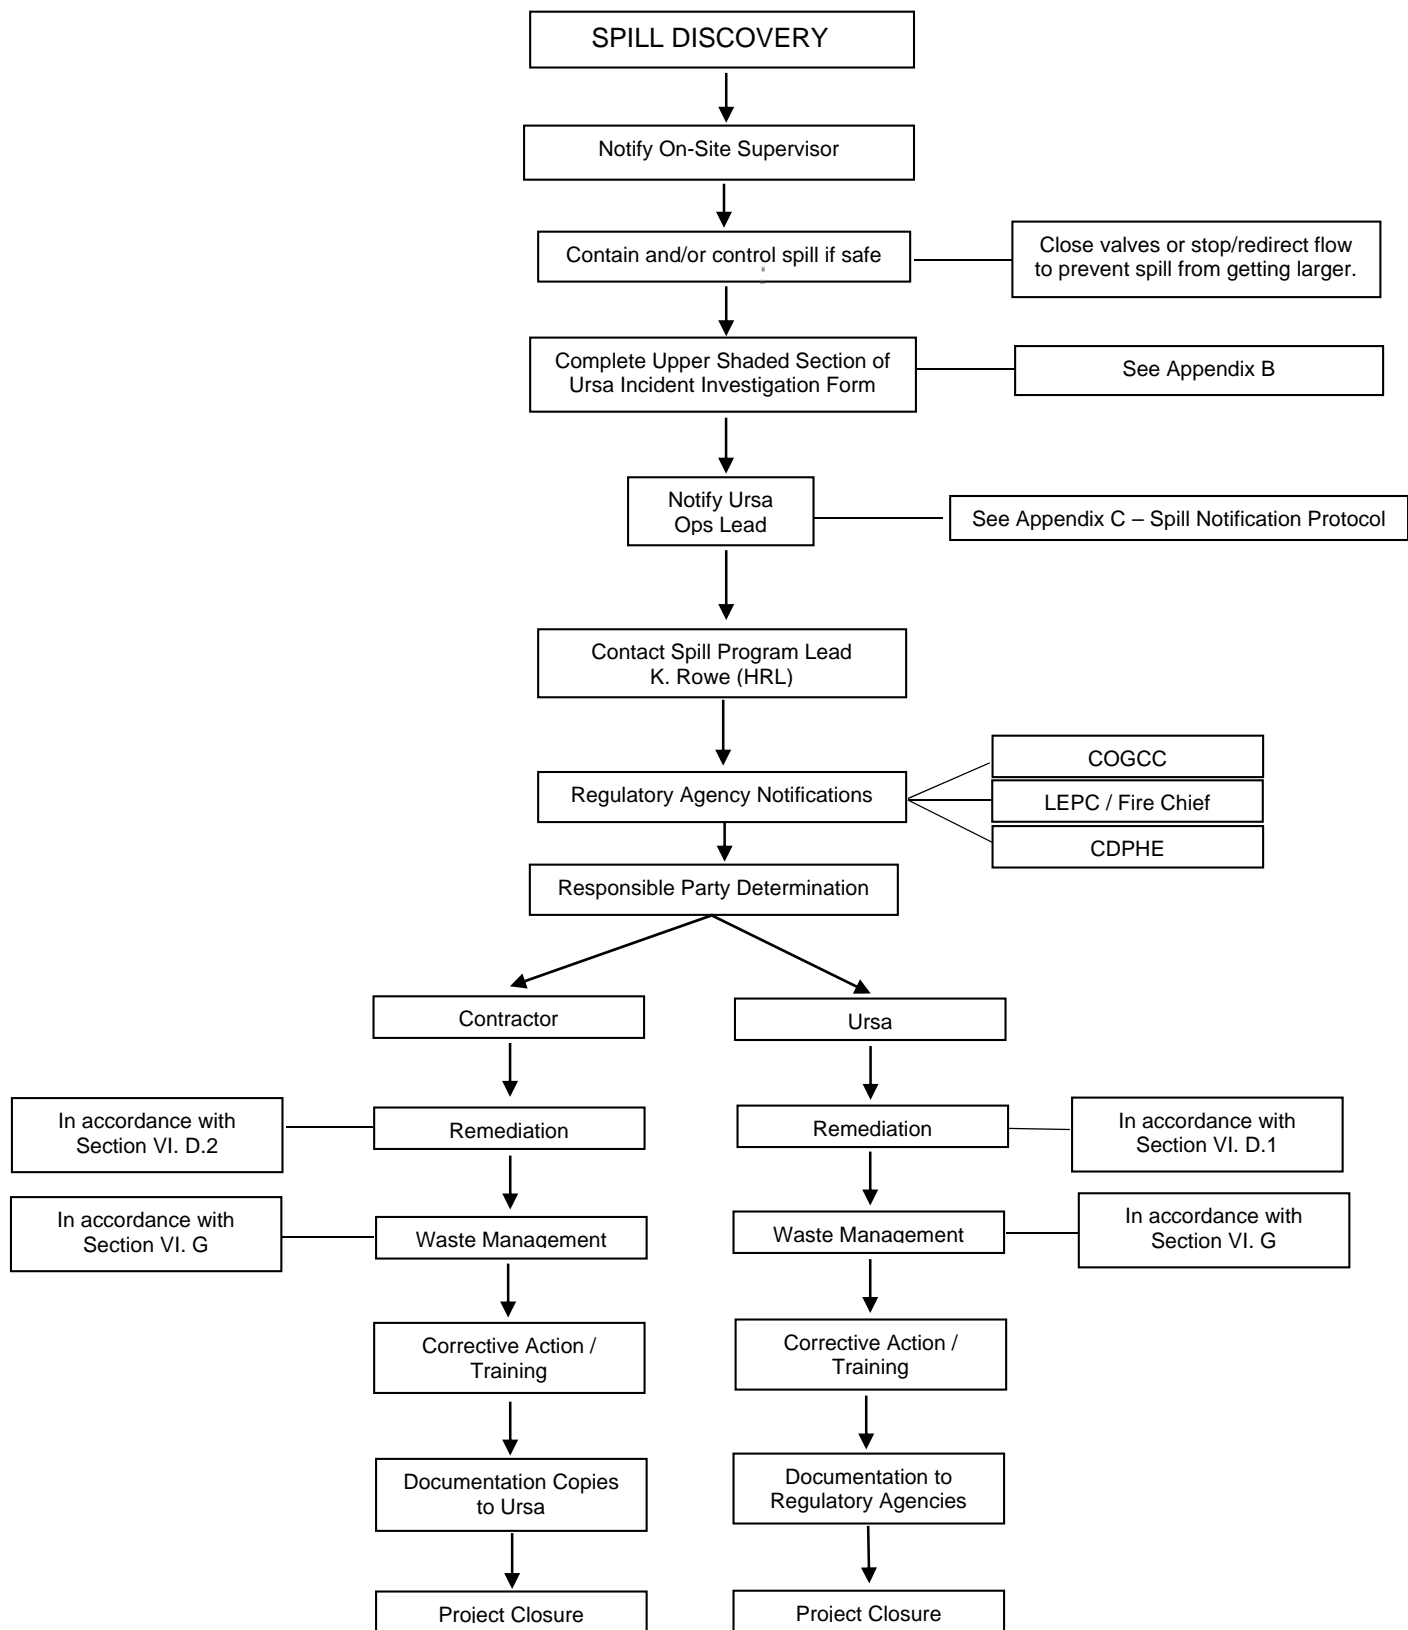 SPILL DISCOVERY
Notify On-Site Supervisor
Contain and/or control spill if safe
Close valves or stop/redirect flow
to prevent spill from getting larger.
Complete Upper Shaded Section of
Ursa Incident Investigation Form
See Appendix B
Notify Ursa
Ops Lead
See Appendix C – Spill Notification Protocol
Contact Spill Program Lead
K. Rowe (HRL)
Regulatory Agency Notifications
COGCC
LEPC / Fire Chief
CDPHE
Responsible Party Determination
Contractor
Ursa
In accordance with
Section VI. D.2
Remediation
Remediation
In accordance with
Section VI. D.1
In accordance with
Section VI. G
Waste Management
Waste Management
In accordance with
Section VI. G
Corrective Action /
Training
Corrective Action /
Training
Documentation Copies
to Ursa
Documentation to
Regulatory Agencies
Project Closure
Project Closure